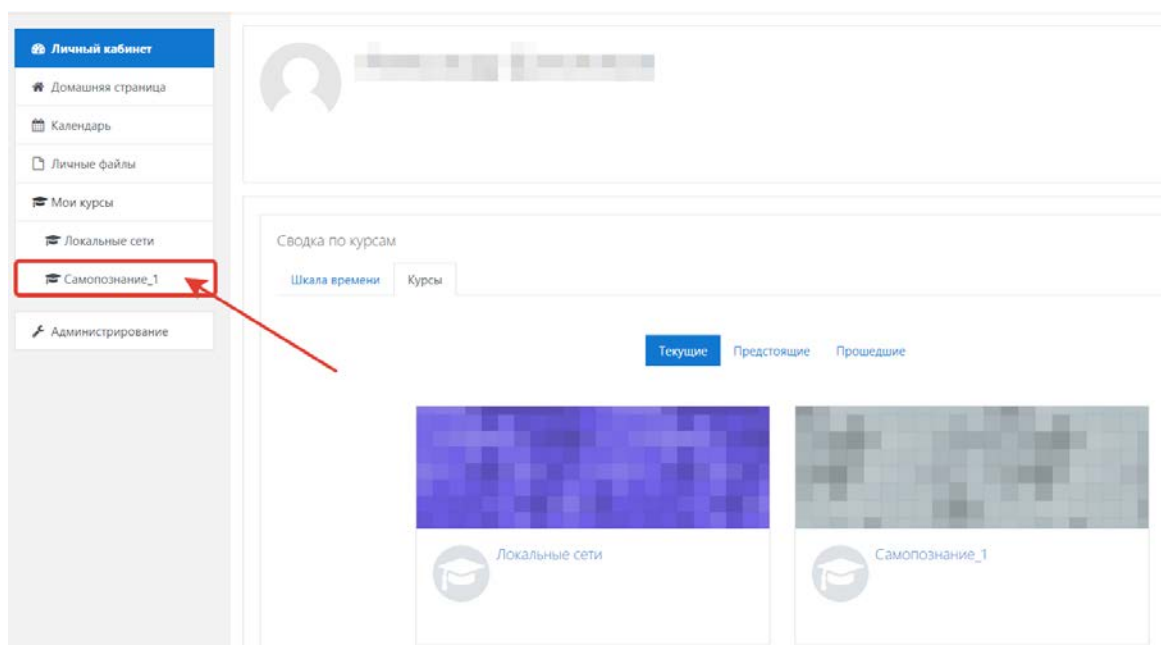 Личный кабинет
Домашняя страница
Календарь
Личные файлы
Мои курсы
Локальные сети
Самопознание_1
Администрирование
Сводка по курсам
Шкала времени Курсы
Текущие Предстоящие Прошедшие
Локальные сети Самопознание_1